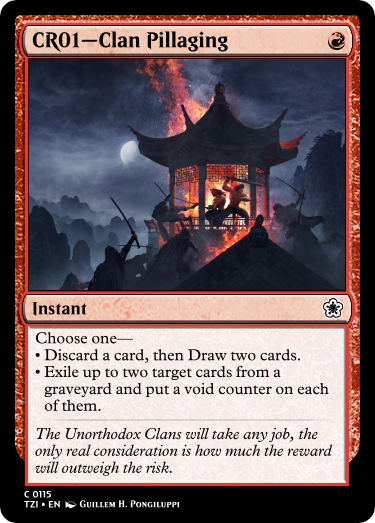 CR01—Clan Pillaging
Instant
Choose one—
• Discard a card, then Draw two cards.
• Exile up to two target cards from a
graveyard and put a void counter on each
of them.
The Unorthodox Clans will take any job, the
only real consideration is how much the reward
will outweigh the risk.
C 0115
TZI • EN Guillem H. Pongiluppi